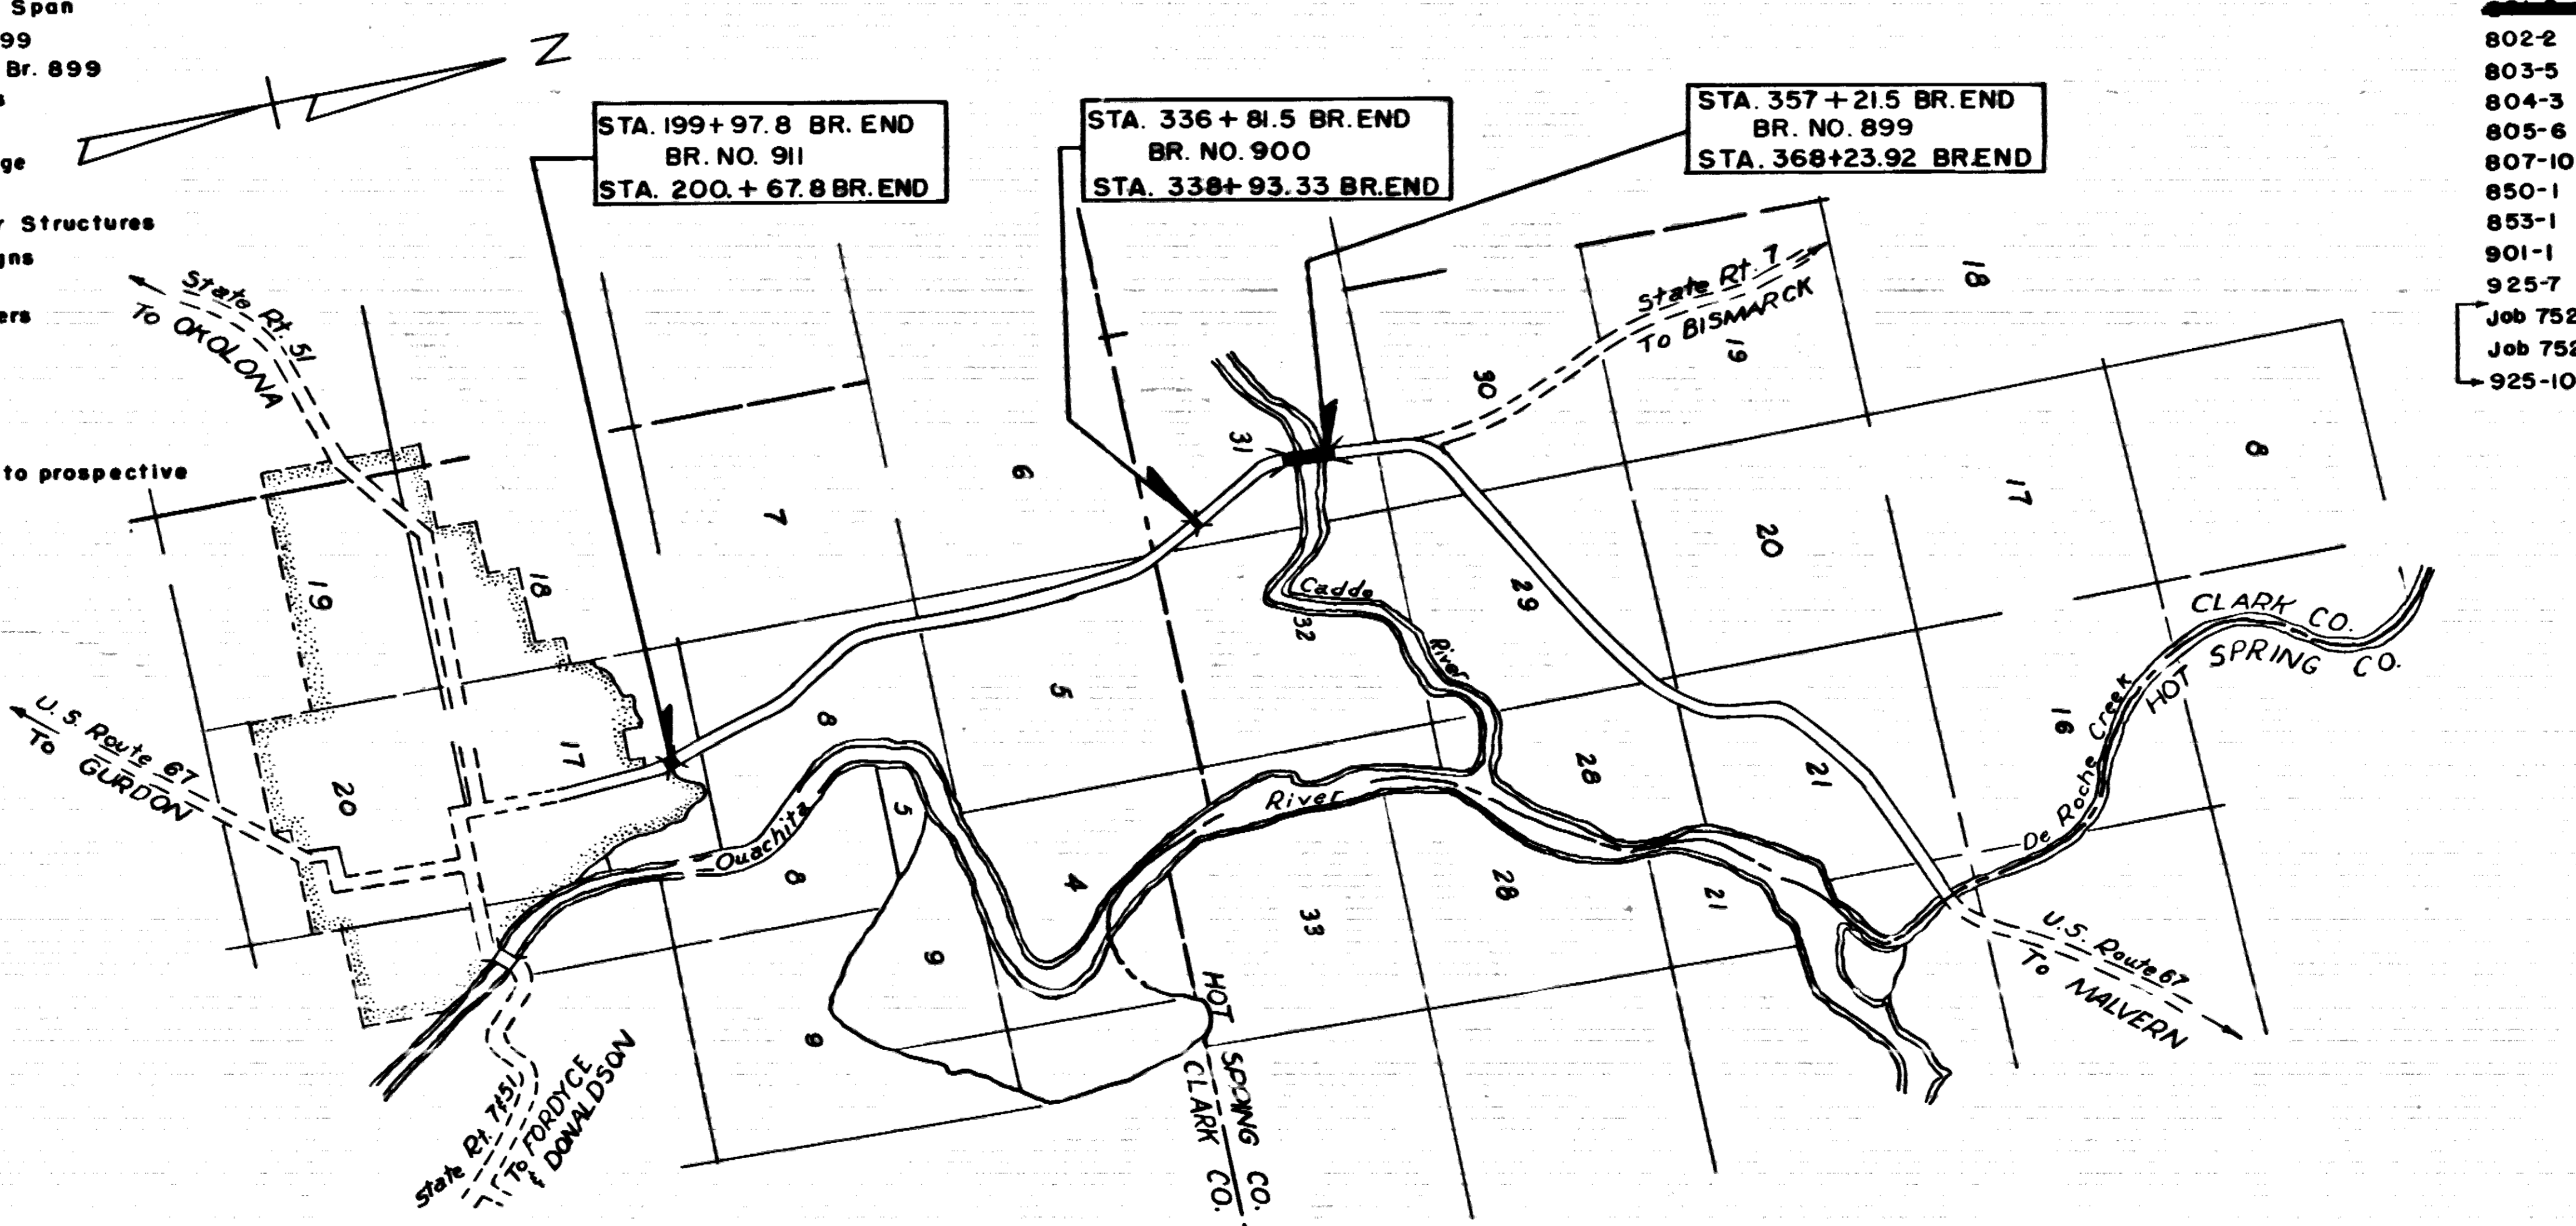 Span
99
Br. 899
s
ge
r Structures
gns
ers
to prospective
N
STA. 199+97.8 BR. END
BR. NO. 911
STA. 200.+67.8 BR. END
STA. 336+81.5 BR. END
BR. NO. 900
STA. 338+93.33 BR. END
STA. 357+21.5 BR. END
BR. NO. 899
STA. 368+23.92 BR.END
802-2
803-5
804-3
805-6
807-10
850-1
853-1
901-1
925-7
Job 752
Job 752
925-10
State Rt. 51
To OKOLONA
State Rt. 7
To BISMARCK
18
19
30
31
6
7
8
17
20
29
19
18
Caddo
River
32
CLARK CO.
HOT SPRING CO.
De Roche Creek
16
5
8
17
20
U.S. Route 67
To
GURDON
28
21
Ouachita
River
5
8
4
9
9
33
28
21
U.S. Route 67
To MALVERN
HOT SPDING CO.
CLARK CO.
State Rt. 7&51
To FORDYCE
& DONALDSON